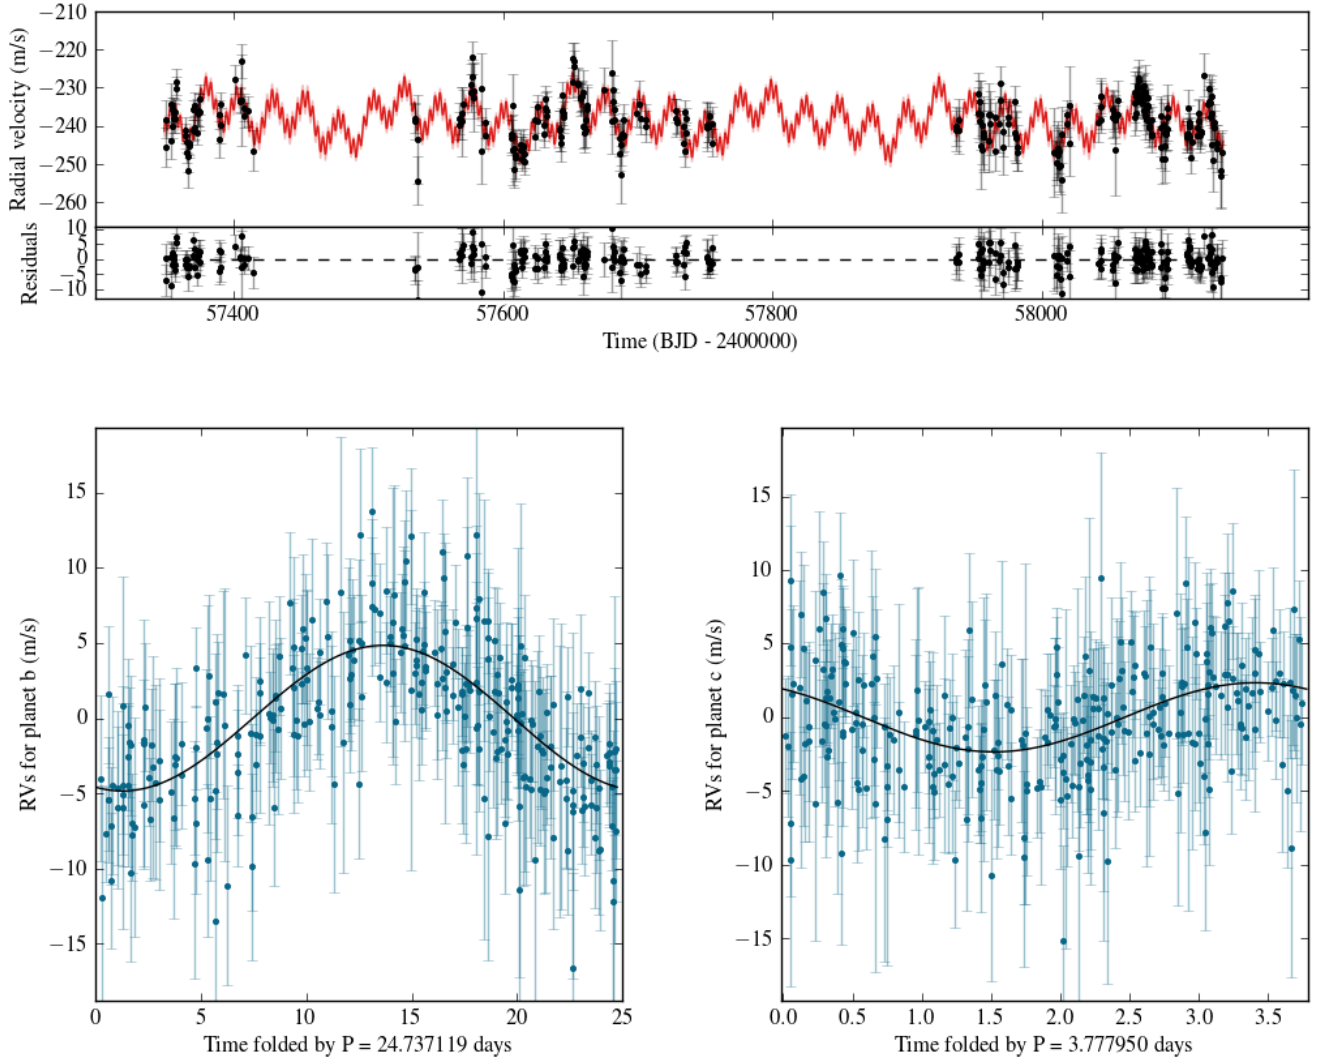 −210
−220
−230
−240
−250
−260
Radial velocity (m/s)
10
5
0
−5
−10
Residuals
57400 57600 57800 58000
Time (BJD - 2400000)
15
10
5
0
−5
−10
−15
RVs for planet b (m/s)
0 5 10 15 20 25
Time folded by P = 24.737119 days
15
10
5
0
−5
−10
−15
RVs for planet c (m/s)
0.0 0.5 1.0 1.5 2.0 2.5 3.0 3.5
Time folded by P = 3.777950 days